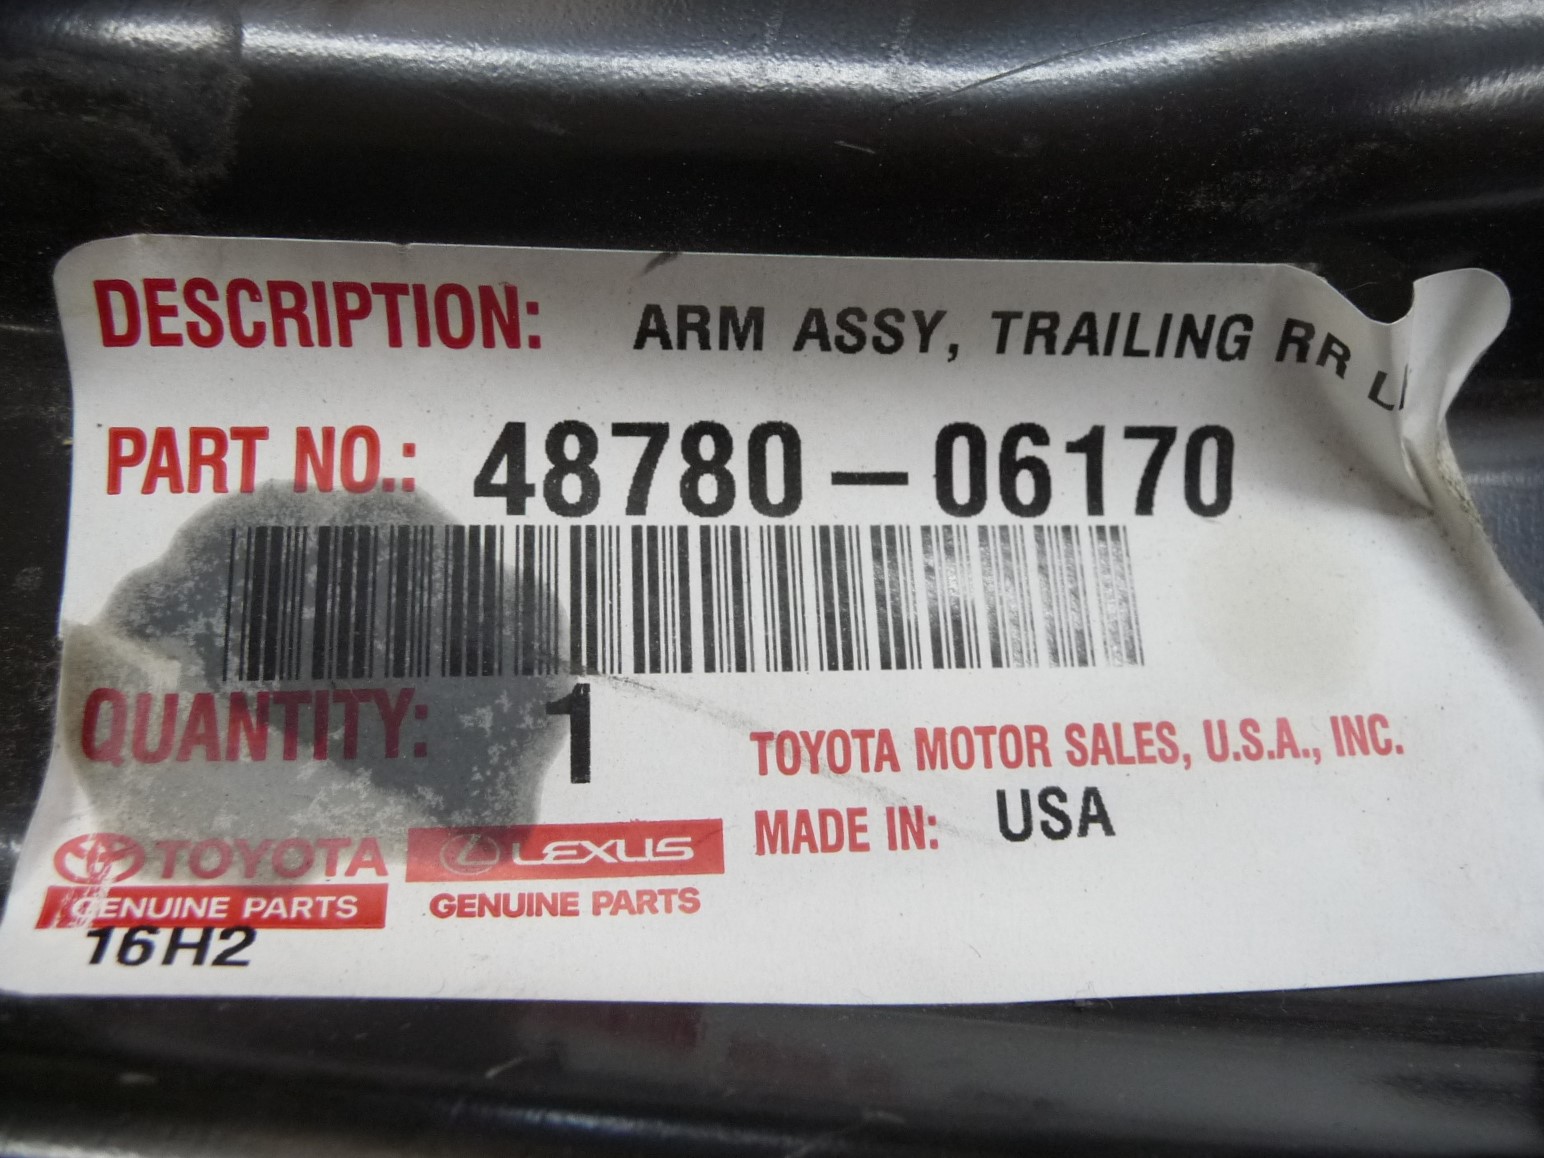 DESCRIPTION: ARM ASSY, TRAILING RR
PART NO.: 48780-06170
QUANTITY: 1
TOYOTA MOTOR SALES, U.S.A., INC.
MADE IN: USA
TOYOTA
GENUINE PARTS
LEXUS
GENUINE PARTS
16H2